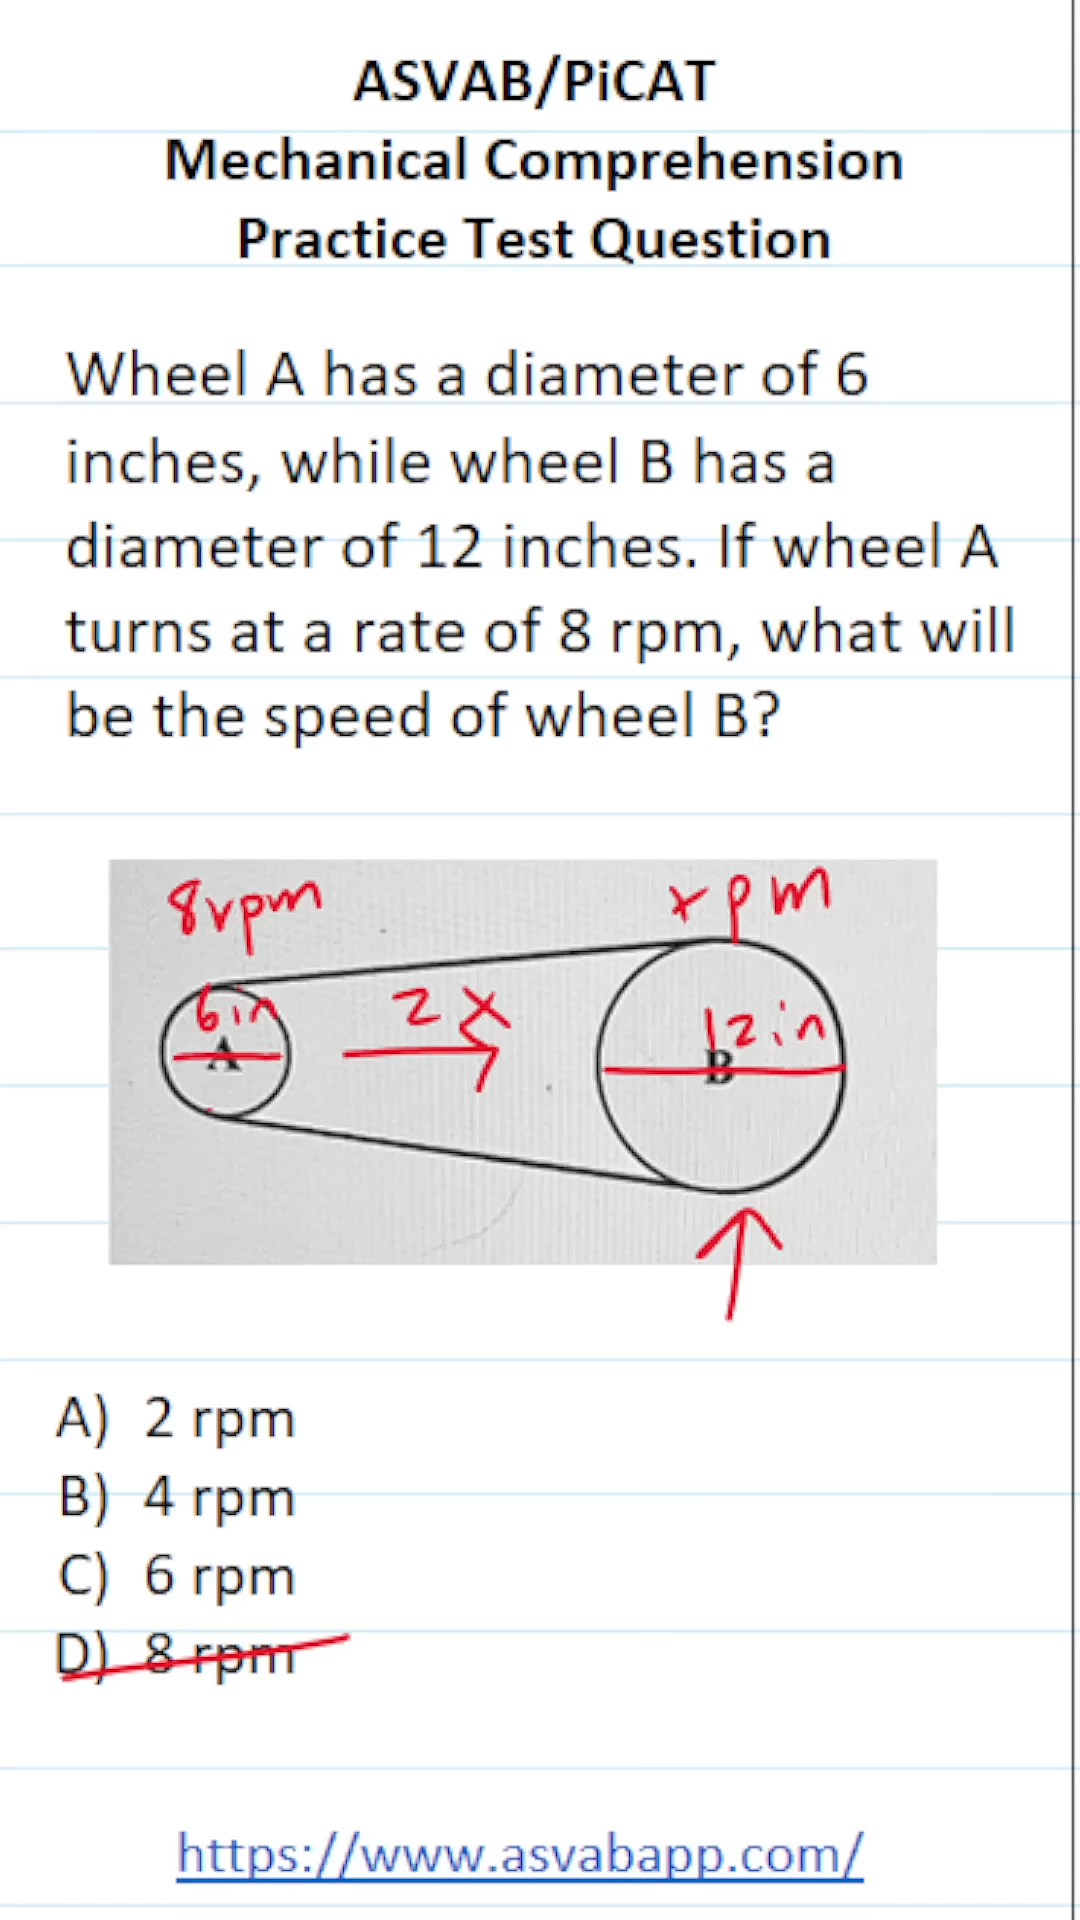 ASVAB/PiCAT
Mechanical Comprehension
Practice Test Question
Wheel A has a diameter of 6
inches, while wheel B has a
diameter of 12 inches. If wheel A
turns at a rate of 8 rpm, what will
be the speed of wheel B?
8rpm
rpm
6in
2x
12in
A
B
A) 2 rpm
B) 4 rpm
C) 6 rpm
D) 8 rpm
https://www.asvabapp.com/